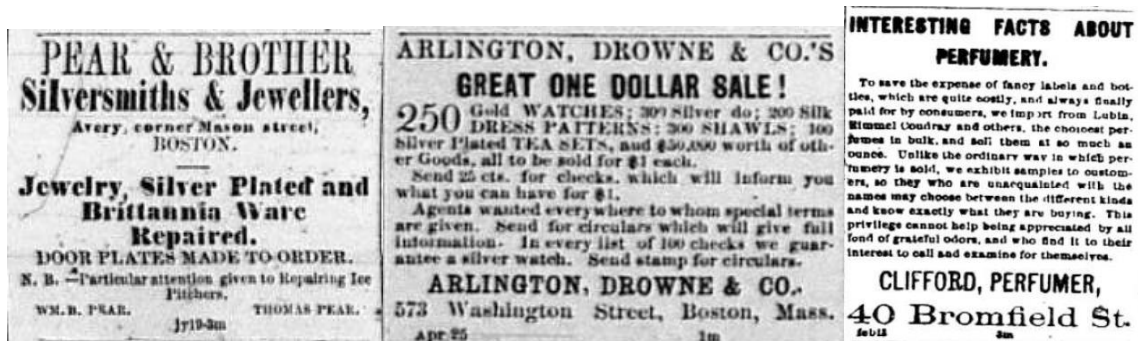 PEAR & BROTHER
Silversmiths & Jewellers,
Avery, corner Mason street,
BOSTON.
Jewelry, Silver Plated and
Brittannia Ware
Repaired.
DOOR PLATES MADE TO ORDER.
N. B.—Particular attention given to Repairing Ice
Pitchers.
WM. B. PEAR. THOMAS PEAR.
jy19-3m
ARLINGTON, DROWNE & CO.'S
GREAT ONE DOLLAR SALE!
250 Gold WATCHES; 300 Silver do; 200 Silk
DRESS PATTERNS; 300 SHAWLS; 100
Silver Plated TEA SETS, and $50,000 worth of oth-
er Goods, all to be sold for $1 each.
Send 25 cts. for checks, which will inform you
what you can have for $1.
Agents wanted everywhere to whom special terms
are given. Send for circulars which will give full
information. In every list of 100 checks we guar-
antee a silver watch. Send stamp for circulars.
ARLINGTON, DROWNE & CO.
573 Washington Street, Boston, Mass.
Apr 25 1m
INTERESTING FACTS ABOUT
PERFUMERY.
To save the expense of fancy labels and bot-
tles, which are quite costly, and always finally
paid for by consumers, we import from Lubin,
Rimmel Coudray and others, the choicest per-
fumes in bulk, and sell them at so much an
ounce. Unlike the ordinary way in which per-
fumery is sold, we exhibit samples to custom-
ers, so they who are unacquainted with the
names may choose between the different kinds
and know exactly what they are buying. This
privilege cannot help being appreciated by all
fond of grateful odors, and who find it to their
interest to call and examine for themselves.
CLIFFORD, PERFUMER,
40 Bromfield St.
feb15 3m